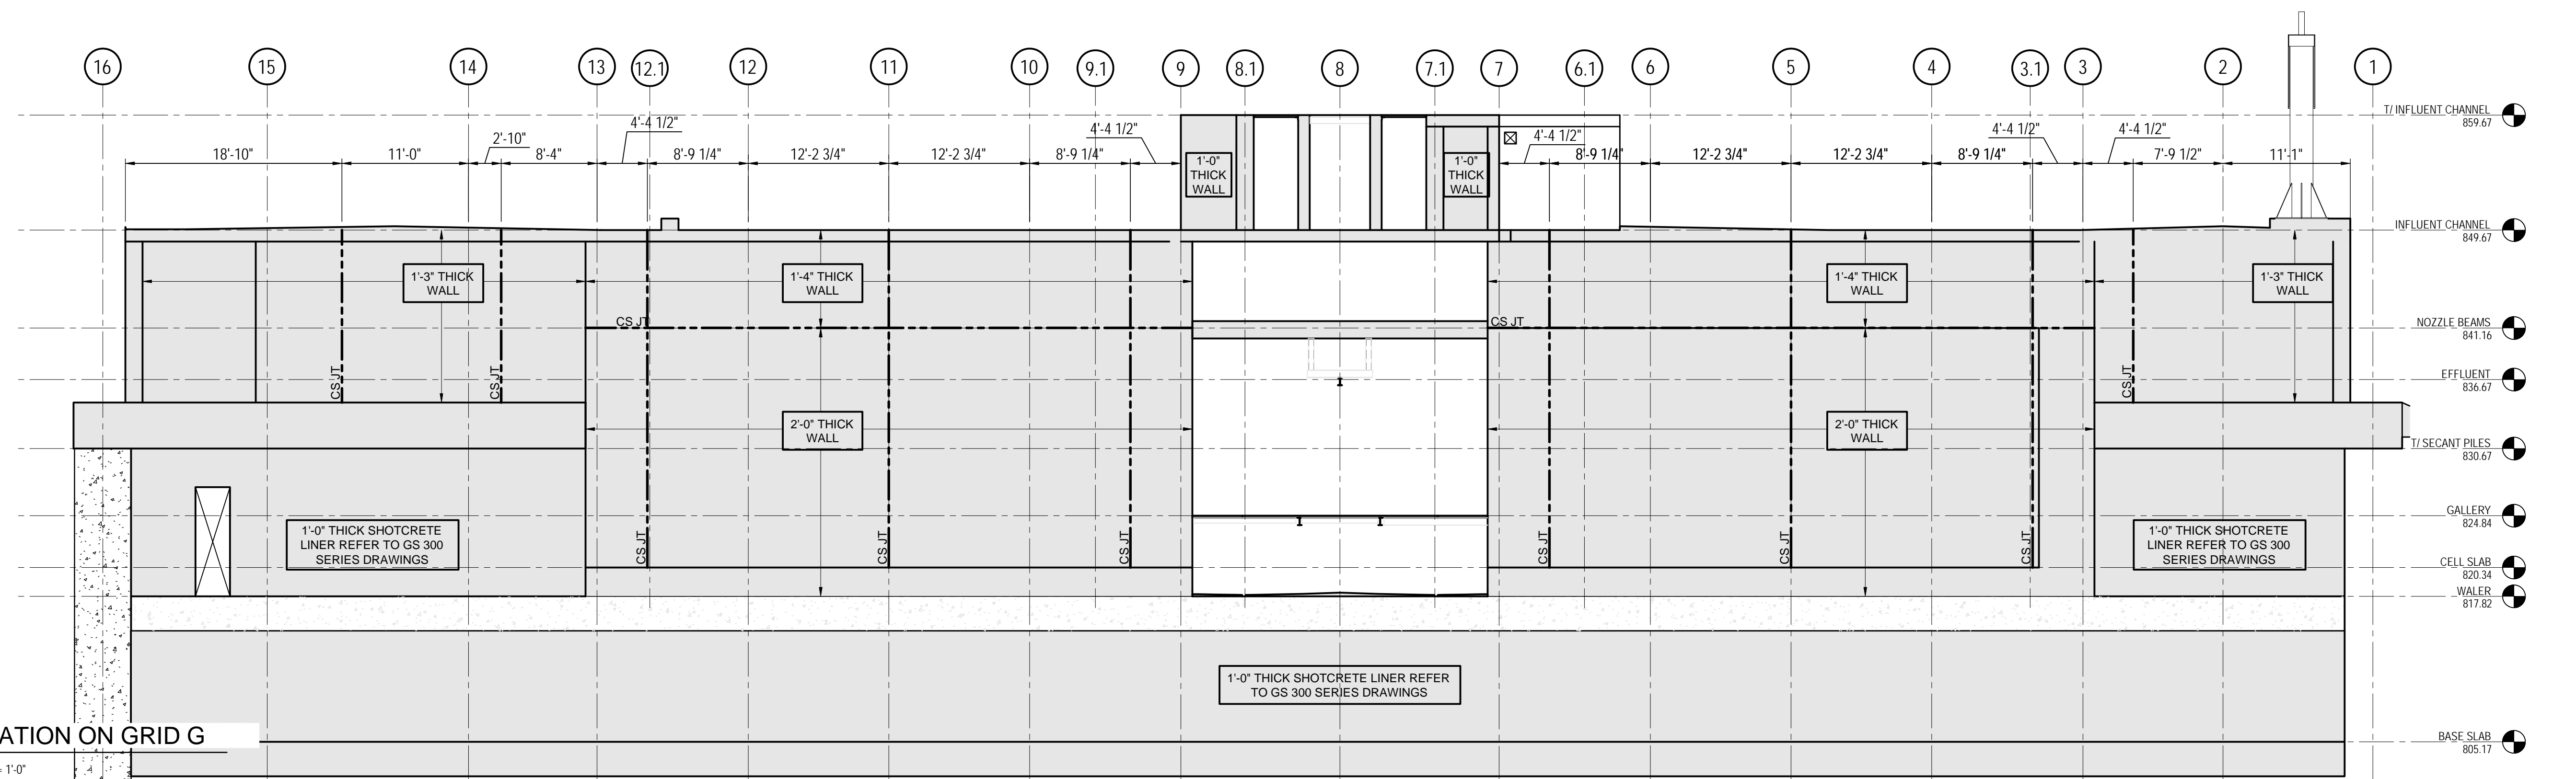 16
15
14
13
12.1
12
11
10
9.1
9
8.1
8
7.1
7
6.1
6
5
4
3.1
3
2
1
T/ INFLUENT CHANNEL
859.67
4'-4 1/2"
2'-10"
4'-4 1/2"
4'-4 1/2"
4'-4 1/2"
4'-4 1/2"
18'-10"
11'-0"
8'-4"
8'-9 1/4"
12'-2 3/4"
12'-2 3/4"
8'-9 1/4"
8'-9 1/4"
12'-2 3/4"
12'-2 3/4"
8'-9 1/4"
7'-9 1/2"
11'-1"
1'-0"
THICK
WALL
1'-0"
THICK
WALL
INFLUENT CHANNEL
849.67
1'-3" THICK
WALL
1'-4" THICK
WALL
1'-4" THICK
WALL
1'-3" THICK
WALL
CS JT
CS JT
NOZZLE BEAMS
841.16
CS JT
CS JT
CS JT
EFFLUENT
836.67
2'-0" THICK
WALL
2'-0" THICK
WALL
T/ SECANT PILES
830.67
GALLERY
824.84
1'-0" THICK SHOTCRETE
LINER REFER TO GS 300
SERIES DRAWINGS
CS JT
CS JT
CS JT
CS JT
CS JT
CS JT
1'-0" THICK SHOTCRETE
LINER REFER TO GS 300
SERIES DRAWINGS
CELL SLAB
820.34
WALER
817.82
1'-0" THICK SHOTCRETE LINER REFER
TO GS 300 SERIES DRAWINGS
ATION ON GRID G
= 1'-0"
BASE SLAB
805.17